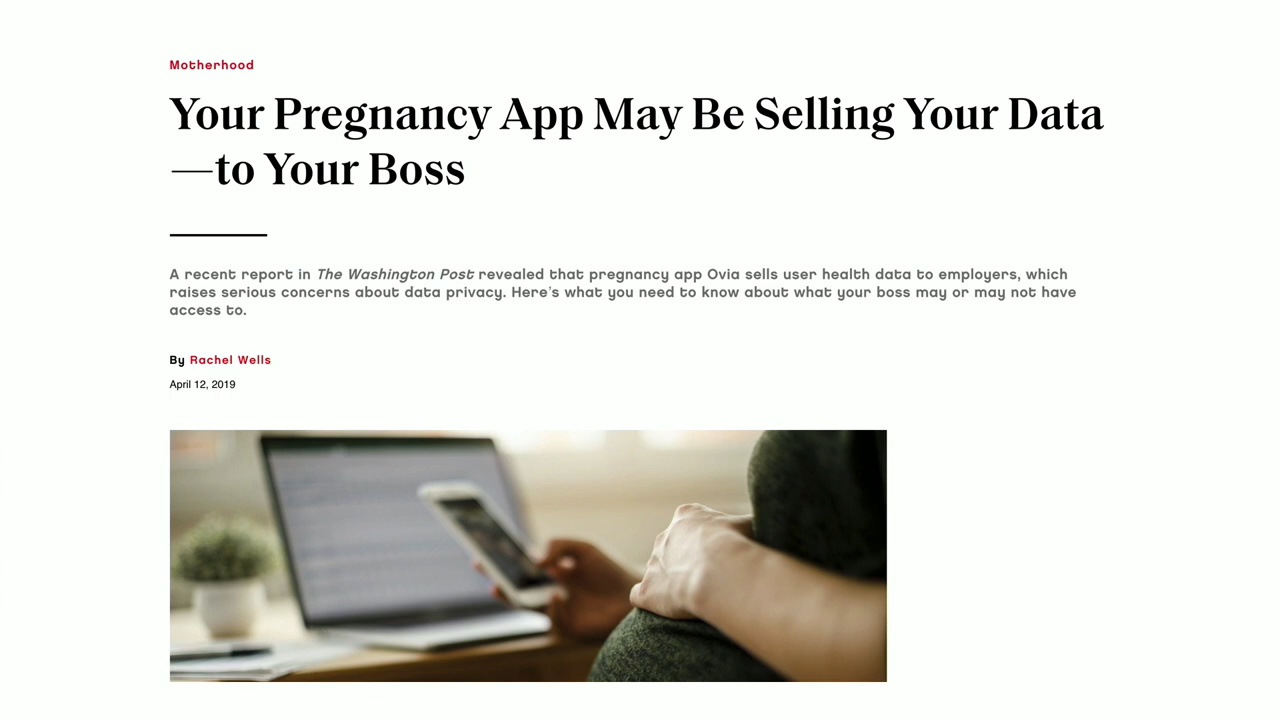 Motherhood
Your Pregnancy App May Be Selling Your Data
—to Your Boss
A recent report in The Washington Post revealed that pregnancy app Ovia sells user health data to employers, which
raises serious concerns about data privacy. Here's what you need to know about what your boss may or may not have
access to.
By Rachel Wells
April 12, 2019